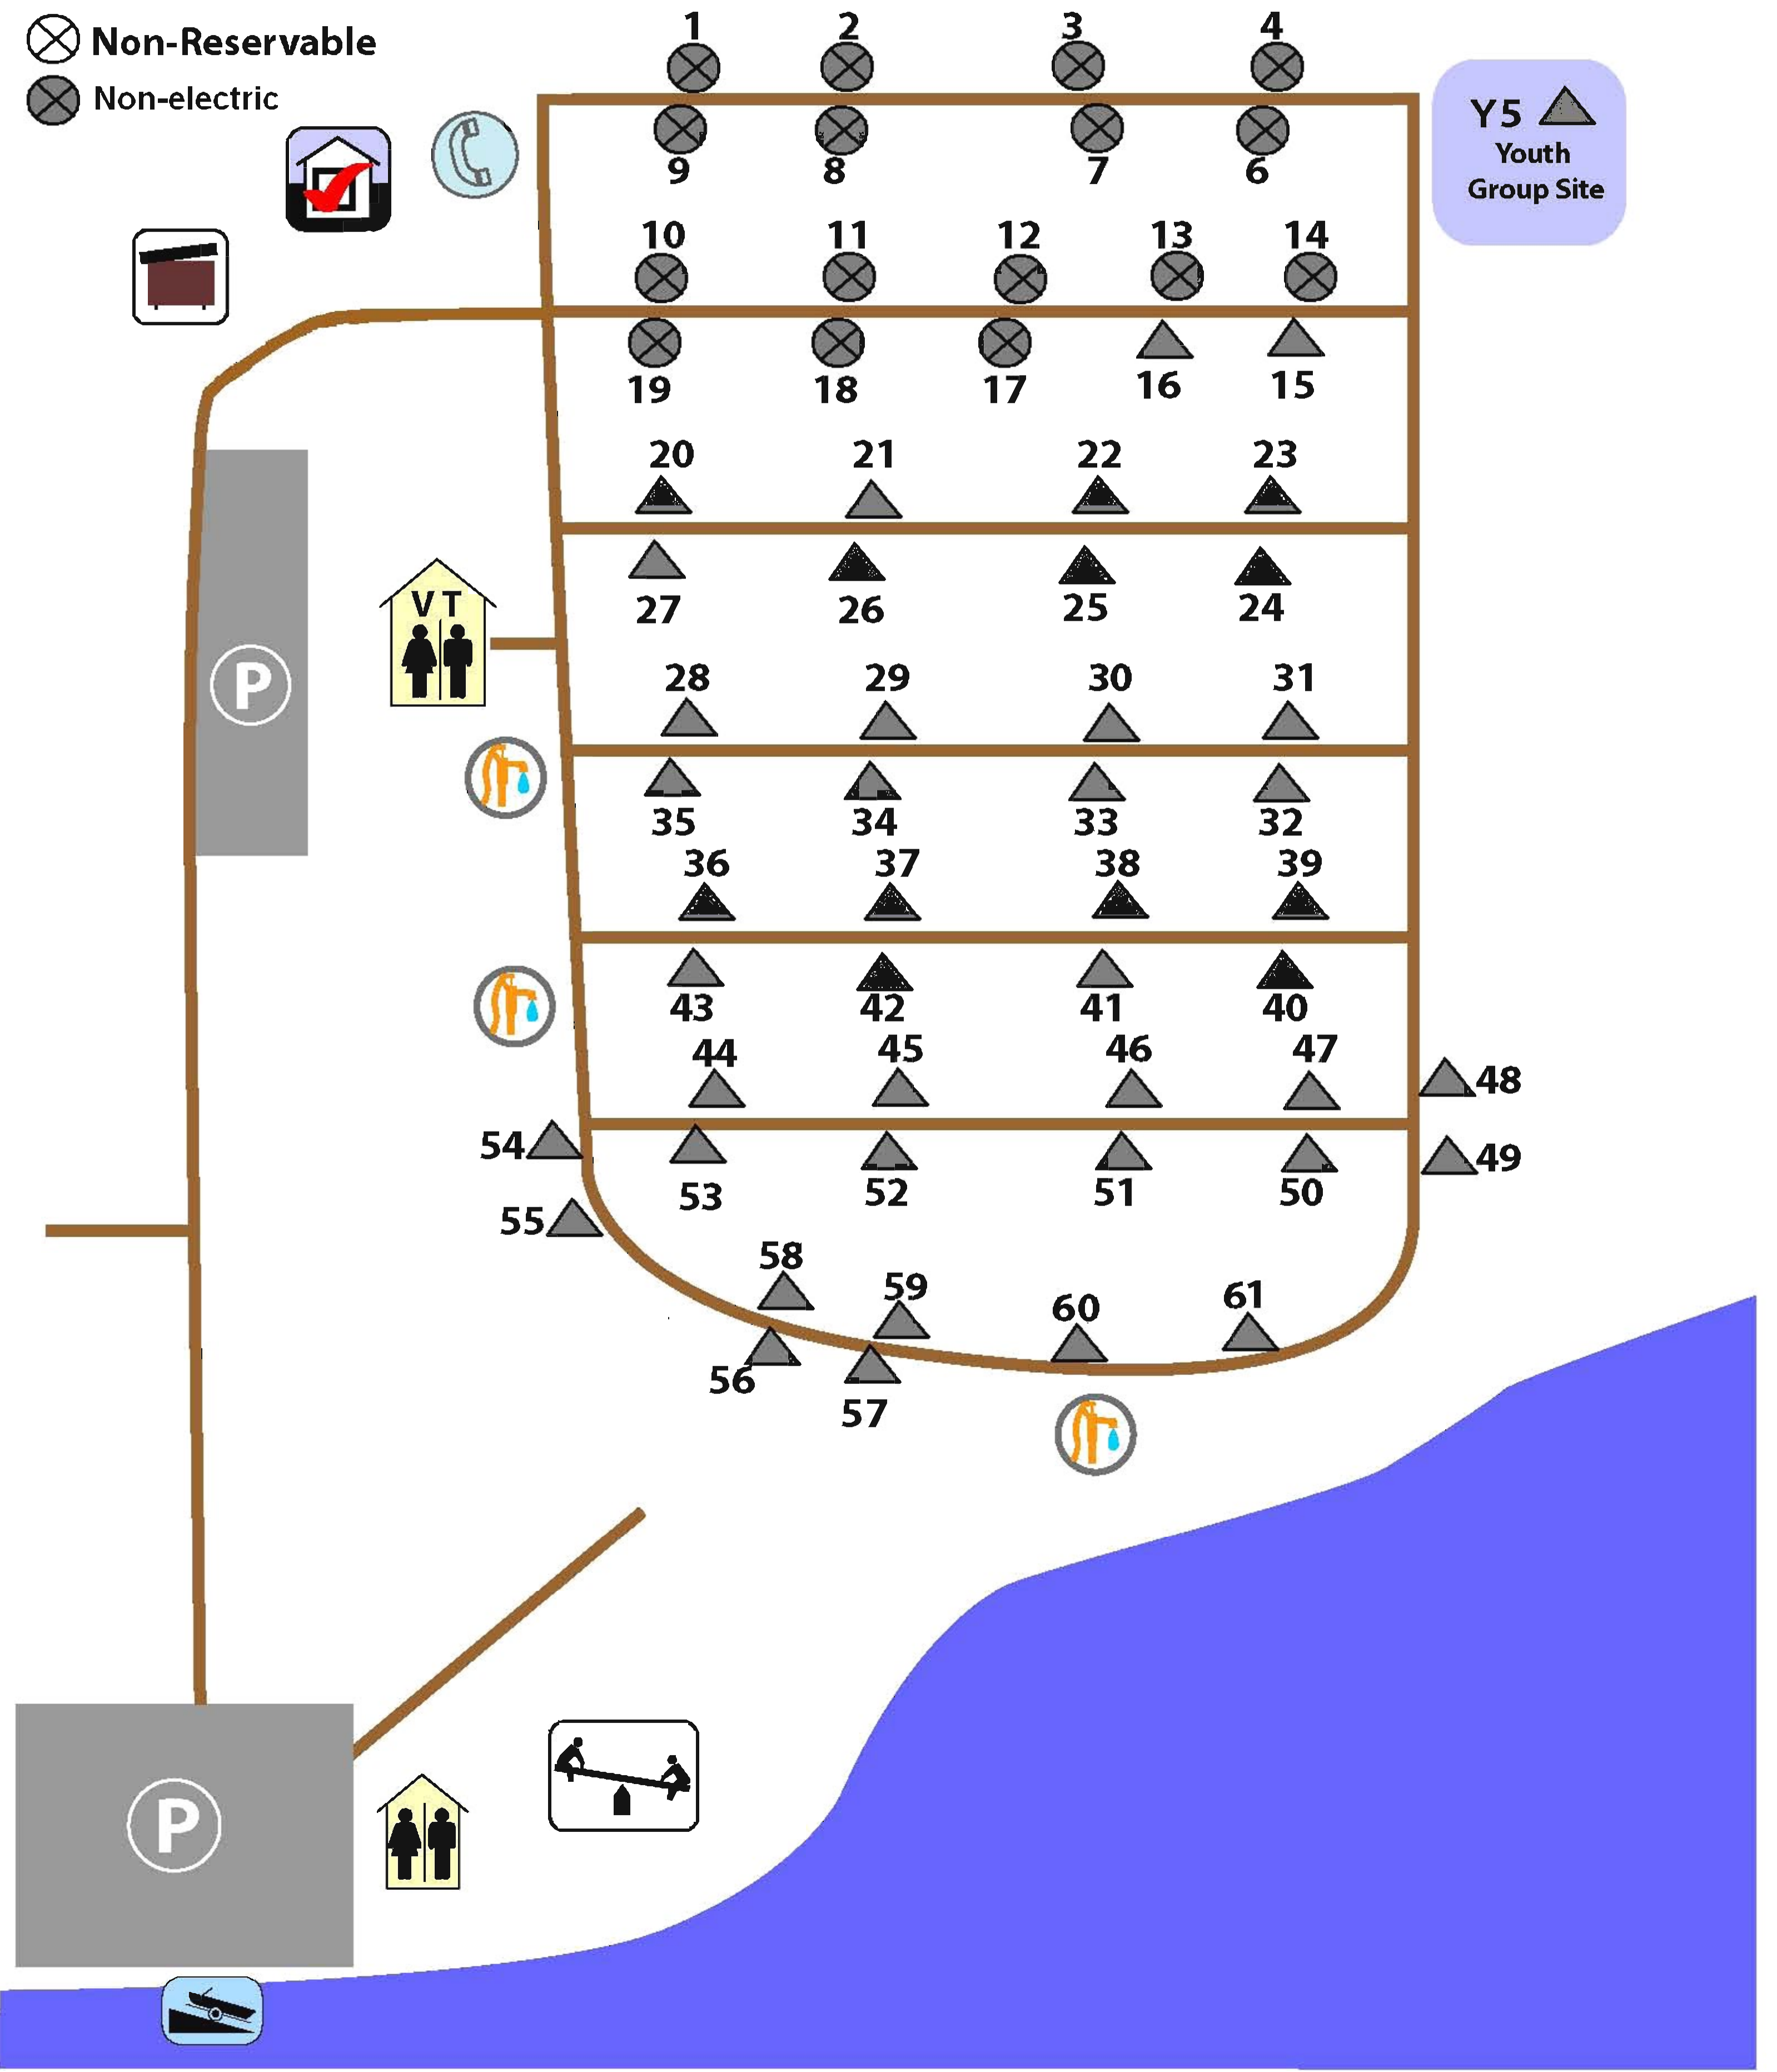 Non-Reservable
Non-electric
1 2 3 4
9 8 7 6
Y5
Youth
Group Site
10 11 12 13 14
19 18 17 16 15
20 21 22 23
27 26 25 24
VT
P
28 29 30 31
35 34 33 32
36 37 38 39
43 42 41 40
44 45 46 47
48
54
53 52 51 50
49
55
58 59 60 61
56 57
P